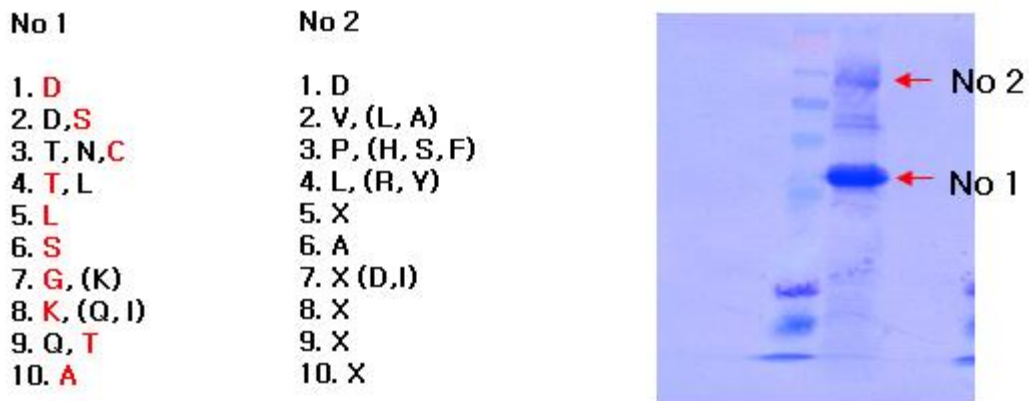 No 1
1. D
2. D,S
3. T, N,C
4. T, L
5. L
6. S
7. G, (K)
8. K, (Q, I)
9. Q, T
10. A
No 2
1. D
2. V, (L, A)
3. P, (H, S, F)
4. L, (R, Y)
5. X
6. A
7. X (D,I)
8. X
9. X
10. X
No 2
No 1